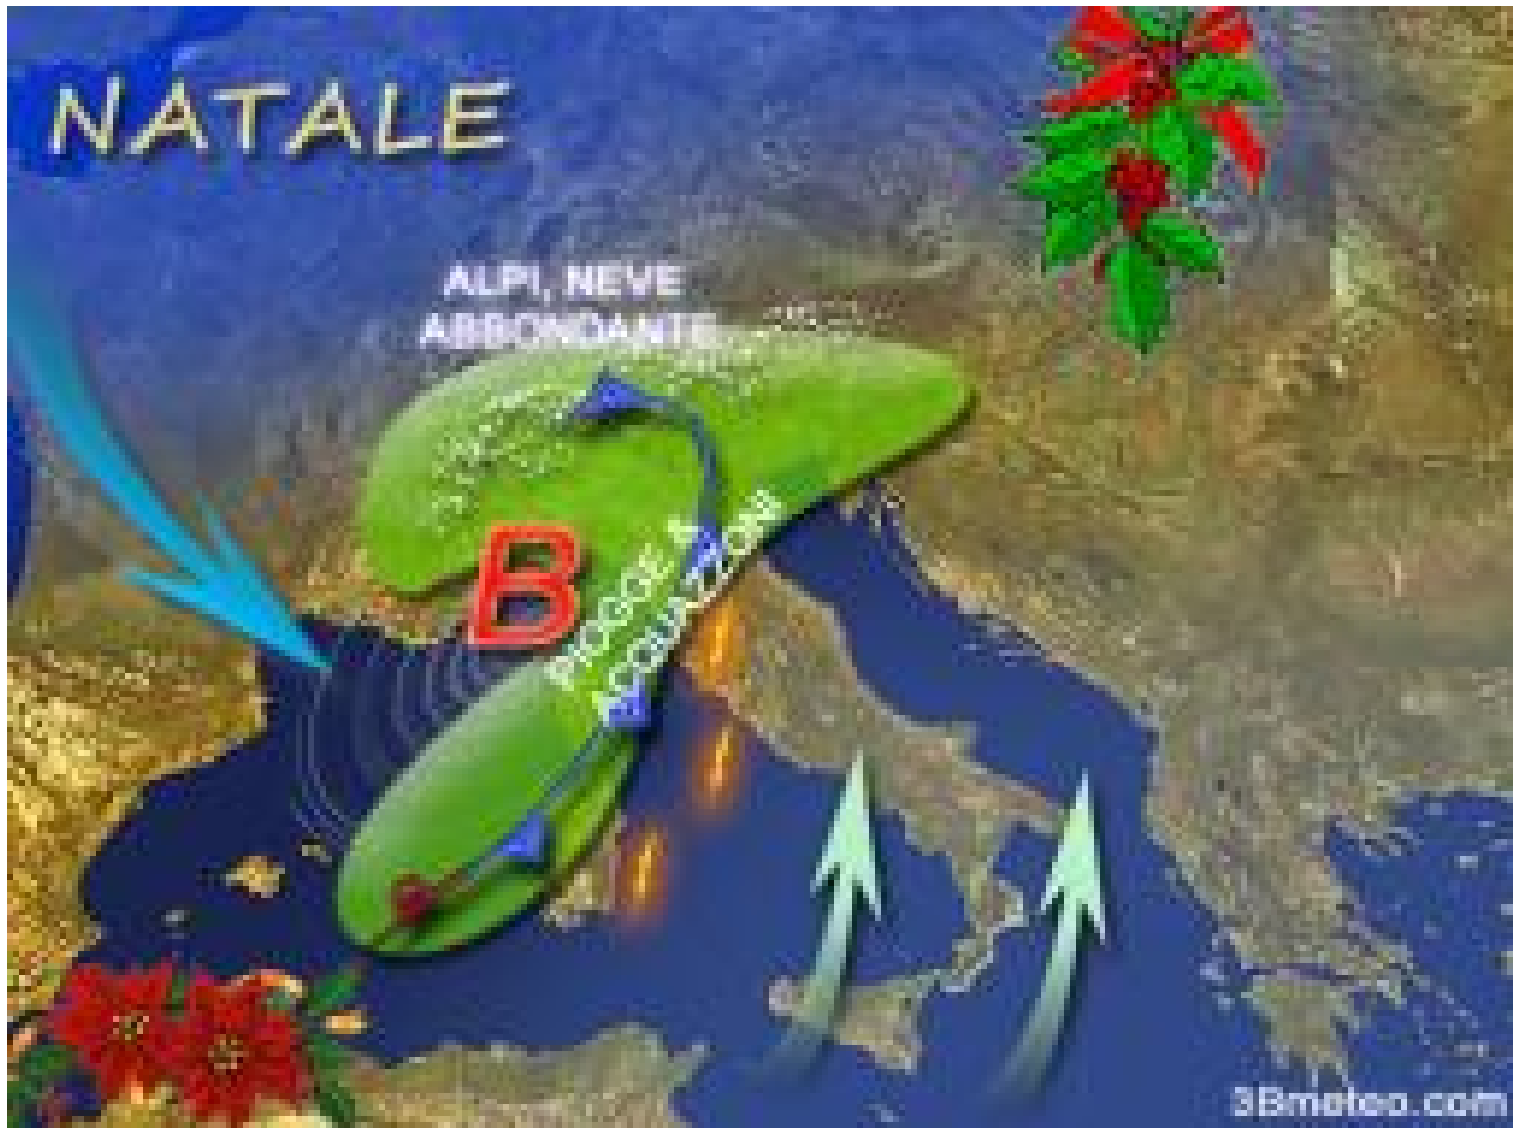 NATALE
ALPI, NEVE
ABBONDANTE
B
PIOGGE A
ACQUAZZONI
3Bmeteo.com